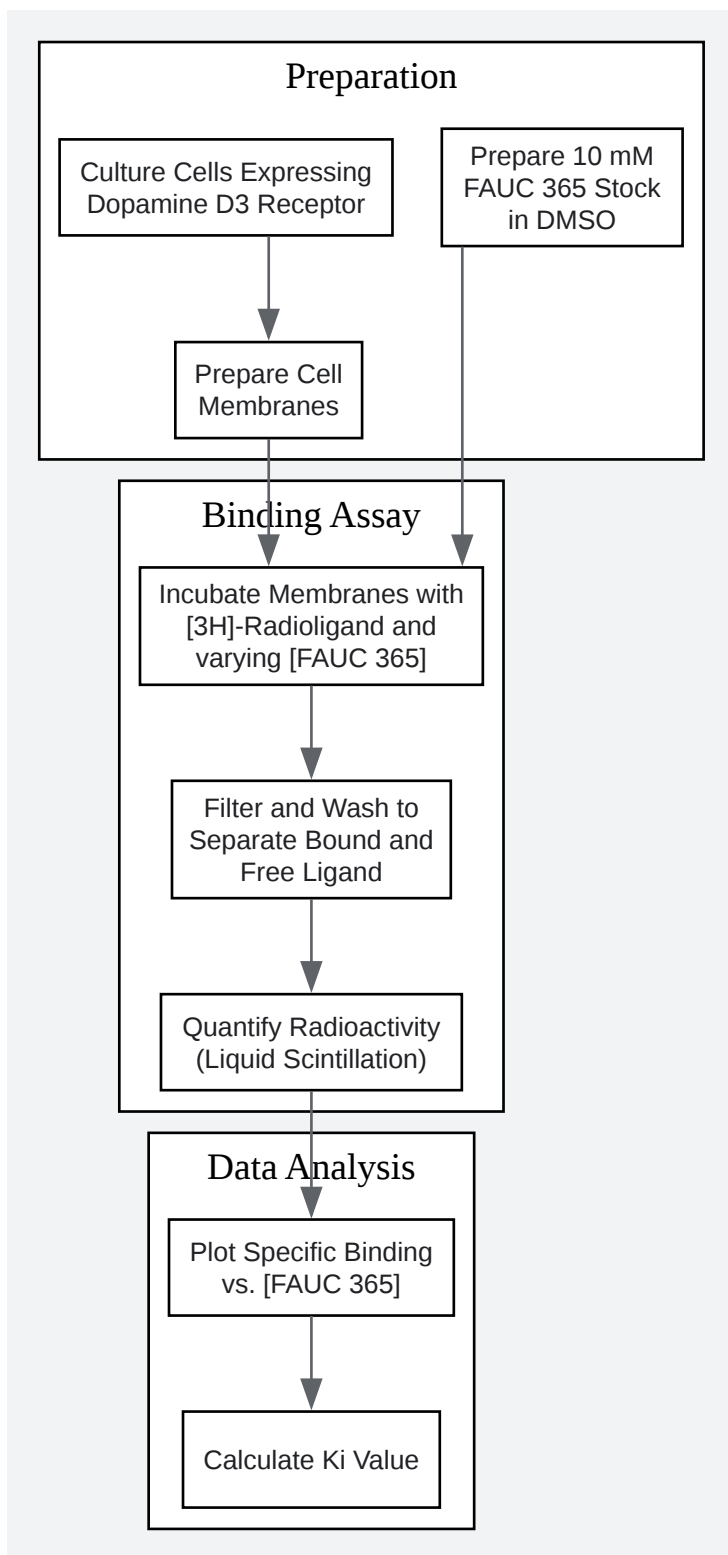 Preparation
Culture Cells Expressing
Dopamine D3 Receptor
Prepare 10 mM
FAUC 365 Stock
in DMSO
Prepare Cell
Membranes
Binding Assay
Incubate Membranes with
[3H]-Radioligand and
varying [FAUC 365]
Filter and Wash to
Separate Bound and
Free Ligand
Quantify Radioactivity
(Liquid Scintillation)
Data Analysis
Plot Specific Binding
vs. [FAUC 365]
Calculate Ki Value